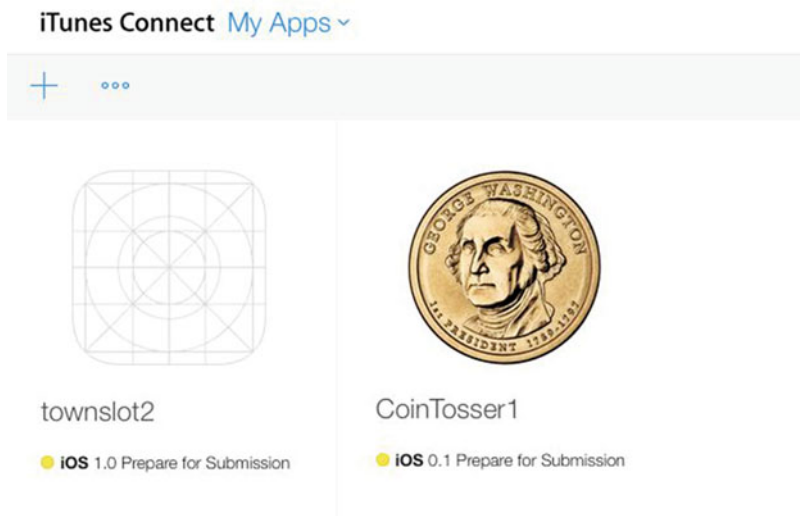 iTunes Connect My Apps
GEORGE WASHINGTON
1st PRESIDENT 1789-1797
townslot2
CoinTosser1
iOS 1.0 Prepare for Submission
iOS 0.1 Prepare for Submission